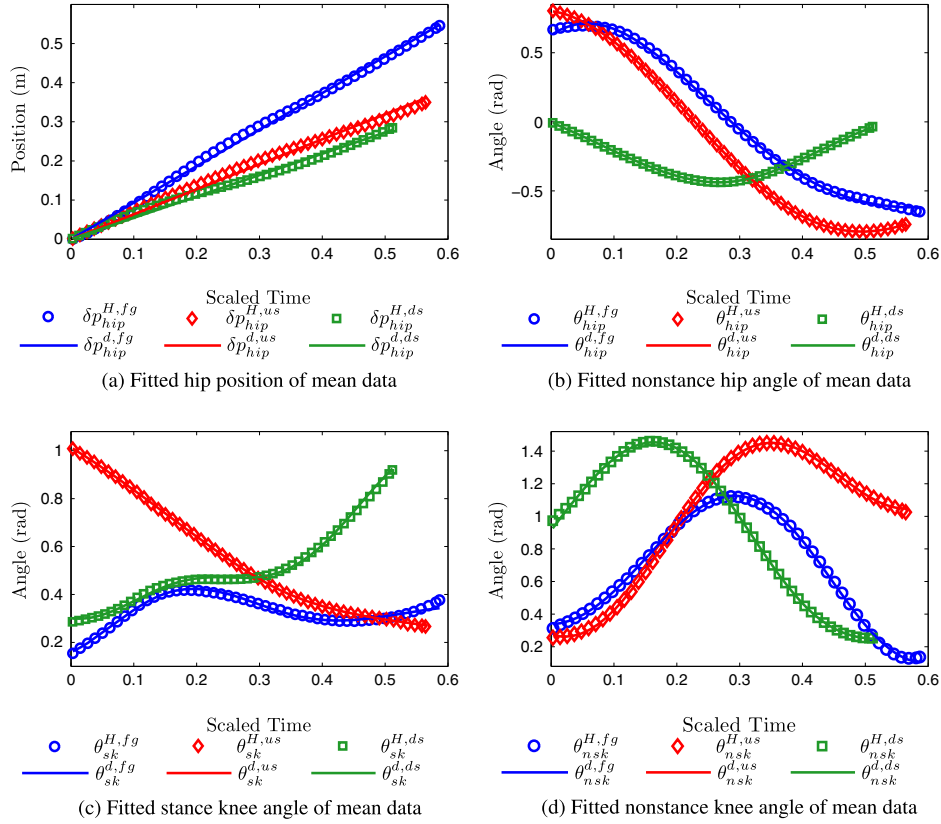 Position (m)
0.5
0.4
0.3
0.2
0.1
0
0 0.1 0.2 0.3 0.4 0.5 0.6
Scaled Time
δp_{hip}^{H,fg} δp_{hip}^{H,us} δp_{hip}^{H,ds}
δp_{hip}^{d,fg} δp_{hip}^{d,us} δp_{hip}^{d,ds}
(a) Fitted hip position of mean data
Angle (rad)
0.5
0
−0.5
0 0.1 0.2 0.3 0.4 0.5 0.6
Scaled Time
θ_{hip}^{H,fg} θ_{hip}^{H,us} θ_{hip}^{H,ds}
θ_{hip}^{d,fg} θ_{hip}^{d,us} θ_{hip}^{d,ds}
(b) Fitted nonstance hip angle of mean data
Angle (rad)
1
0.8
0.6
0.4
0.2
0 0.1 0.2 0.3 0.4 0.5 0.6
Scaled Time
θ_{sk}^{H,fg} θ_{sk}^{H,us} θ_{sk}^{H,ds}
θ_{sk}^{d,fg} θ_{sk}^{d,us} θ_{sk}^{d,ds}
(c) Fitted stance knee angle of mean data
Angle (rad)
1.4
1.2
1
0.8
0.6
0.4
0.2
0 0.1 0.2 0.3 0.4 0.5 0.6
Scaled Time
θ_{nsk}^{H,fg} θ_{nsk}^{H,us} θ_{nsk}^{H,ds}
θ_{nsk}^{d,fg} θ_{nsk}^{d,us} θ_{nsk}^{d,ds}
(d) Fitted nonstance knee angle of mean data